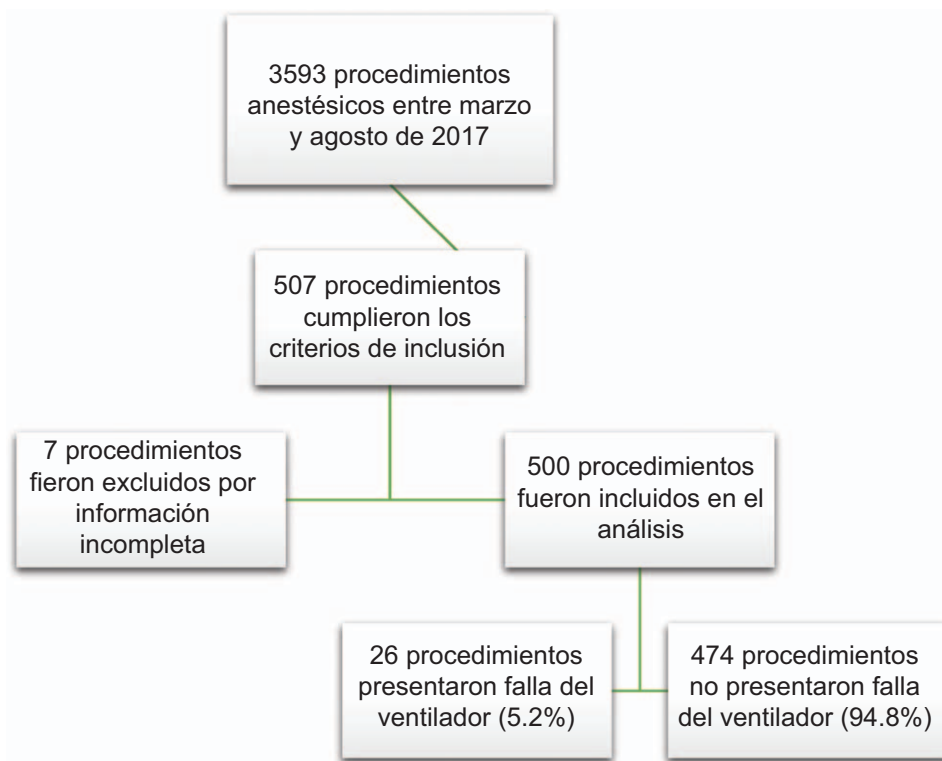 3593 procedimientos
anestésicos entre marzo
y agosto de 2017
507 procedimientos
cumplieron los
criterios de inclusión
7 procedimientos
fieron excluidos por
información
incompleta
500 procedimientos
fueron incluidos en el
análisis
26 procedimientos
presentaron falla del
ventilador (5.2%)
474 procedimientos
no presentaron falla
del ventilador (94.8%)